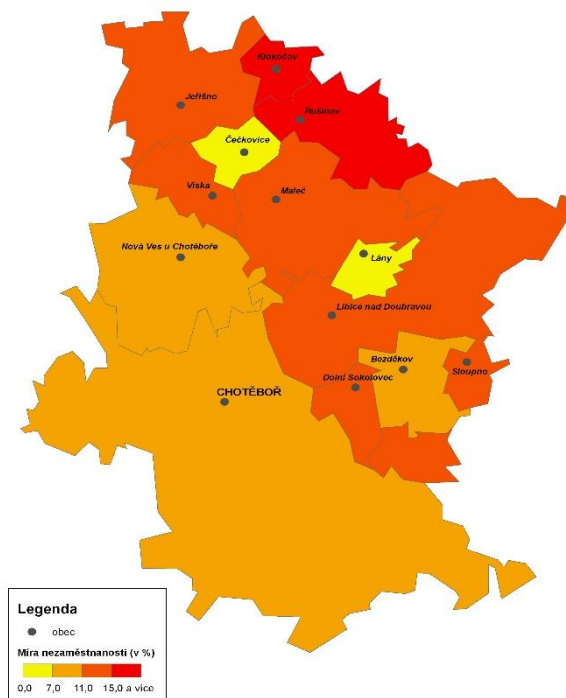 Klokočov
Jeřišno
Rušinov
Čečkovice
Víska
Maleč
Nová Ves u Chotěboře
Lány
Libice nad Doubravou
Bezděkov
Sloupno
Dolní Sokolovec
CHOTĚBOŘ
Legenda
obec
Míra nezaměstnanosti (v %)
0,0 7,0 11,0 15,0 a více